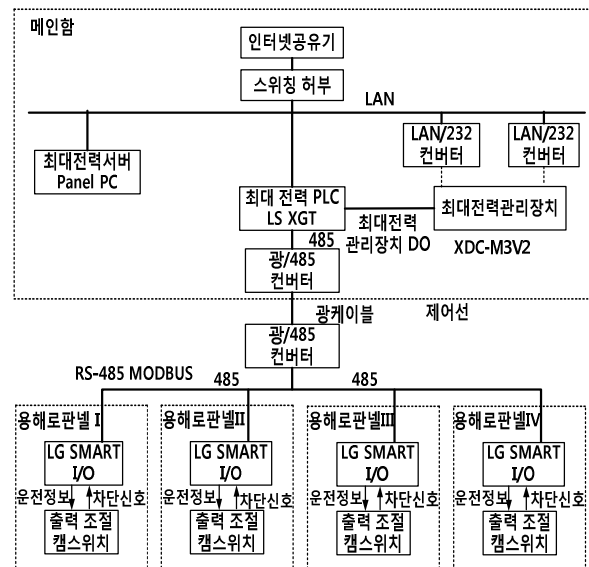 메인함
인터넷공유기
스위칭 허부
LAN
최대전력서버
Panel PC
LAN/232
컨버터
LAN/232
컨버터
최대 전력 PLC
LS XGT
최대전력
관리장치 DO
최대전력관리장치
XDC-M3V2
485
광/485
컨버터
광케이블
제어선
광/485
컨버터
RS-485 MODBUS
485
485
용해로판넬 I
LG SMART
I/O
운전정보
차단신호
출력 조절
캠스위치
용해로판넬II
LG SMART
I/O
운전정보
차단신호
출력 조절
캠스위치
용해로판넬III
LG SMART
I/O
운전정보
차단신호
출력 조절
캠스위치
용해로판넬IV
LG SMART
I/O
운전정보
차단신호
출력 조절
캠스위치